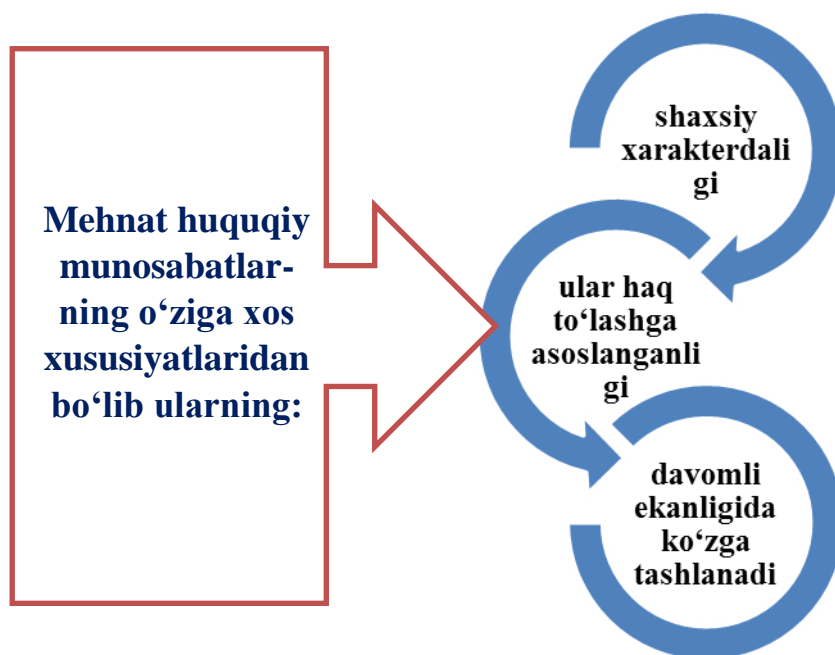 Mehnat huquqiy
munosabatlar-
ning o‘ziga xos
xususiyatlaridan
bo‘lib ularning:
shaxsiy
xarakterdali
gi
ular haq
to‘lashga
asoslanganli
gi
davomli
ekanligida
ko‘zga
tashlanadi